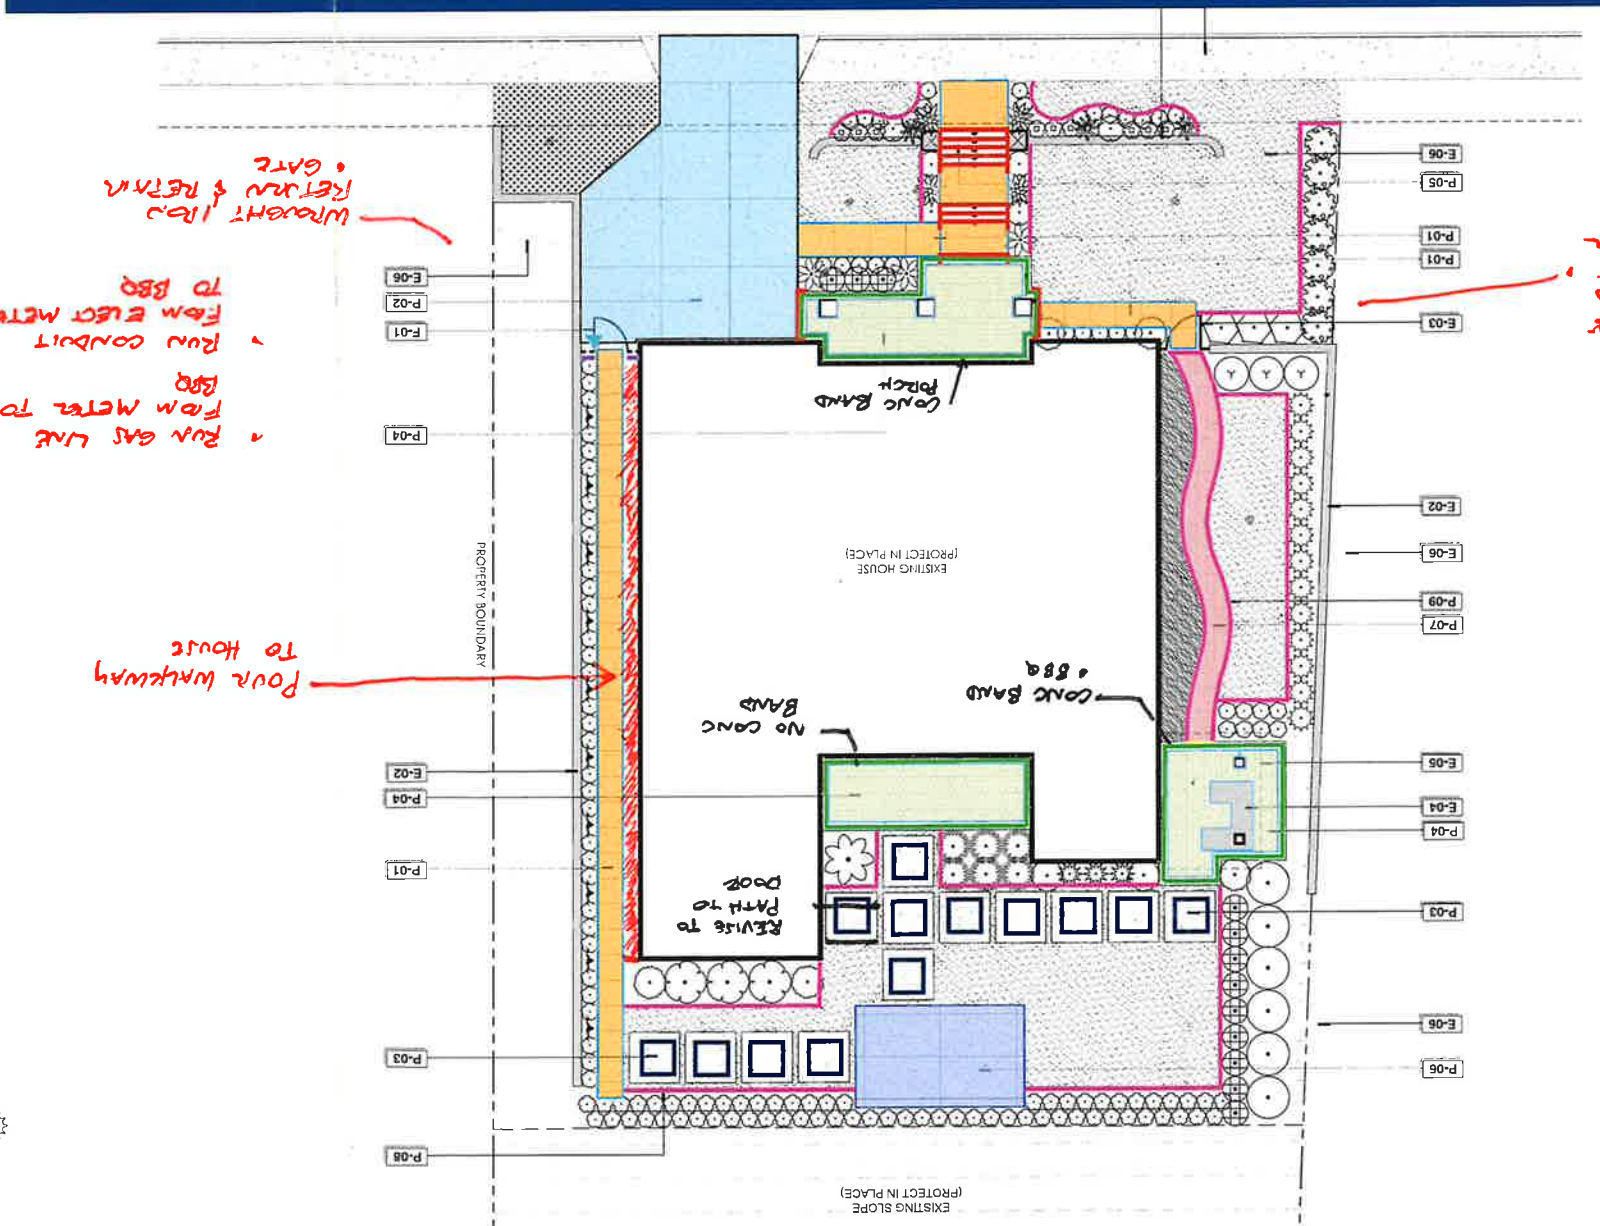 EXISTING SLOPE
(PROTECT IN PLACE)
P-06
E-06
P-03
P-04
E-04
E-05
P-07
P-09
E-06
E-02
E-03
P-01
P-01
P-05
E-06
REVISE TO
PATH TO
DOOR
NO CONC
BAND
CONC BAND
• BBQ
EXISTING HOUSE
(PROTECT IN PLACE)
CONC BAND
PORCH
P-08
P-03
P-01
P-04
E-02
P-04
F-01
P-02
E-06
PROPERTY BOUNDARY
POUR WALKWAY
TO HOUSE
• RUN GAS LINE
FROM METER TO
BBQ
• RUN CONDUIT
FROM ELECT METE
TO BBQ
WROUGHT IRON
RETURN & REPAIR
• GATE